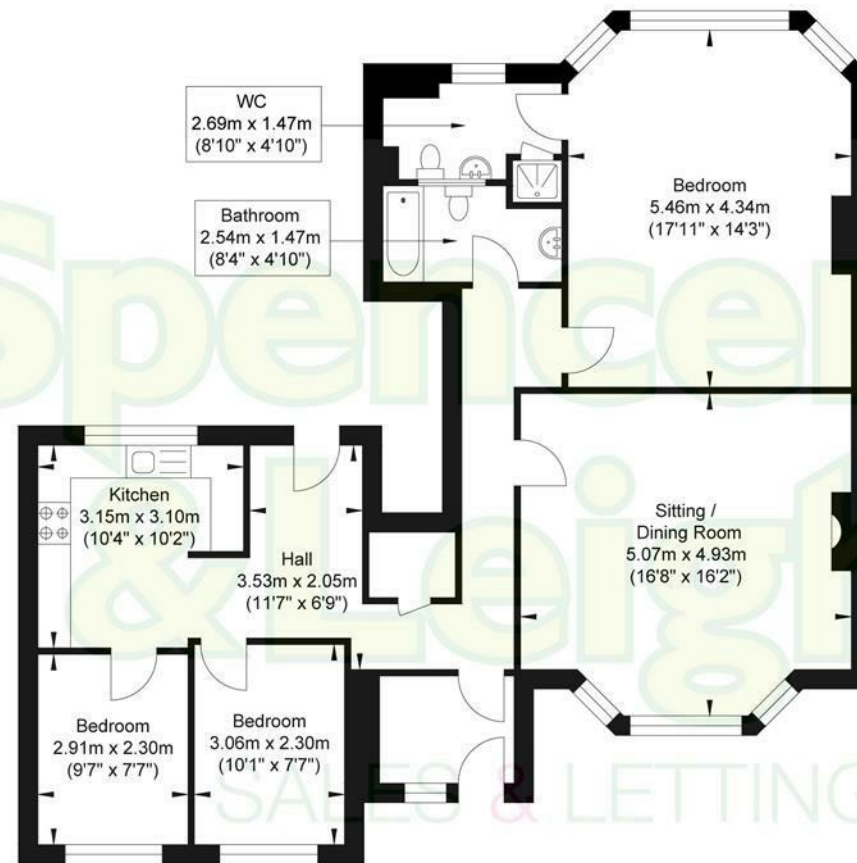 WC
2.69m x 1.47m
(8'10" x 4'10")
Bathroom
2.54m x 1.47m
(8'4" x 4'10")
Bedroom
5.46m x 4.34m
(17'11" x 14'3")
Kitchen
3.15m x 3.10m
(10'4" x 10'2")
Hall
3.53m x 2.05m
(11'7" x 6'9")
Sitting /
Dining Room
5.07m x 4.93m
(16'8" x 16'2")
Bedroom
2.91m x 2.30m
(9'7" x 7'7")
Bedroom
3.06m x 2.30m
(10'1" x 7'7")
Spencer
& Leigh
SALES & LETTING